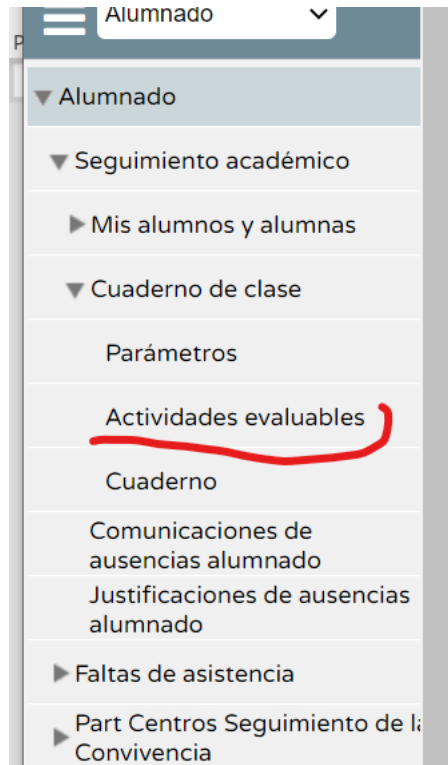 P
Alumnado
Alumnado
Seguimiento académico
Mis alumnos y alumnas
Cuaderno de clase
Parámetros
Actividades evaluables
Cuaderno
Comunicaciones de
ausencias alumnado
Justificaciones de ausencias
alumnado
Faltas de asistencia
Part Centros Seguimiento de la
Convivencia